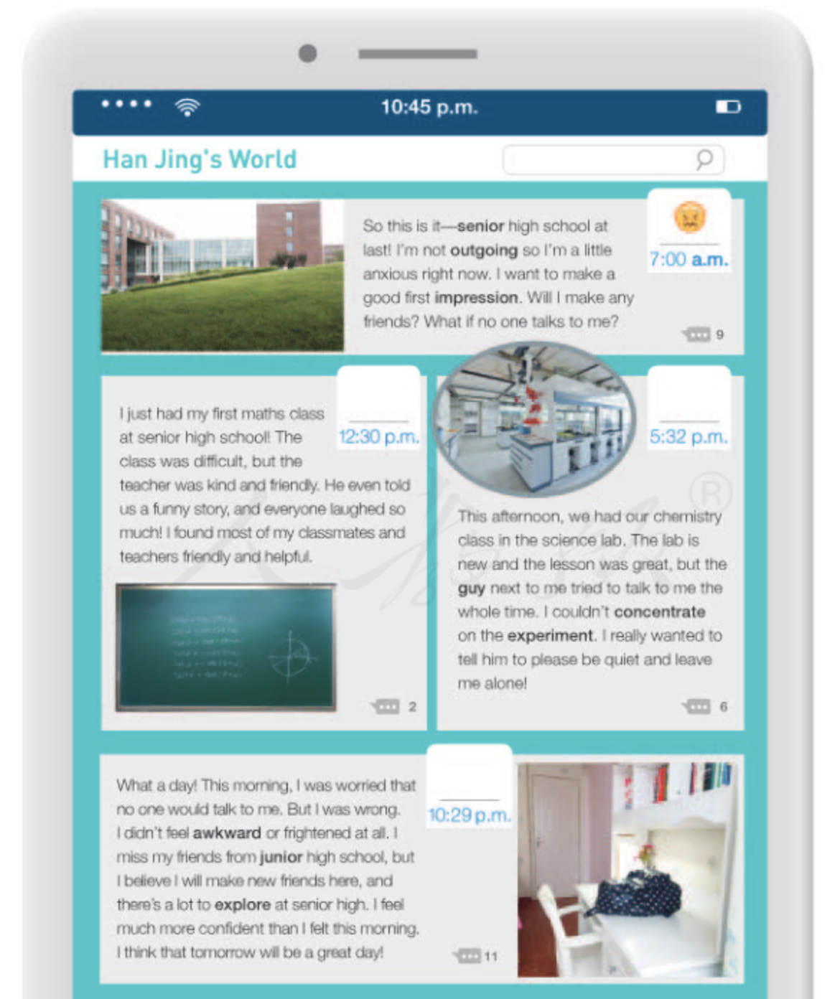 10:45 p.m.
Han Jing's World
So this is it—senior high school at
last! I'm not outgoing so I'm a little
anxious right now. I want to make a
good first impression. Will I make any
friends? What if no one talks to me?
7:00 a.m.
9
I just had my first maths class
at senior high school! The
class was difficult, but the
teacher was kind and friendly. He even told
us a funny story, and everyone laughed so
much! I found most of my classmates and
teachers friendly and helpful.
12:30 p.m.
2
5:32 p.m.
This afternoon, we had our chemistry
class in the science lab. The lab is
new and the lesson was great, but the
guy next to me tried to talk to me the
whole time. I couldn't concentrate
on the experiment. I really wanted to
tell him to please be quiet and leave
me alone!
6
What a day! This morning, I was worried that
no one would talk to me. But I was wrong.
I didn't feel awkward or frightened at all. I
miss my friends from junior high school, but
I believe I will make new friends here, and
there's a lot to explore at senior high. I feel
much more confident than I felt this morning.
I think that tomorrow will be a great day!
10:29 p.m.
11
®